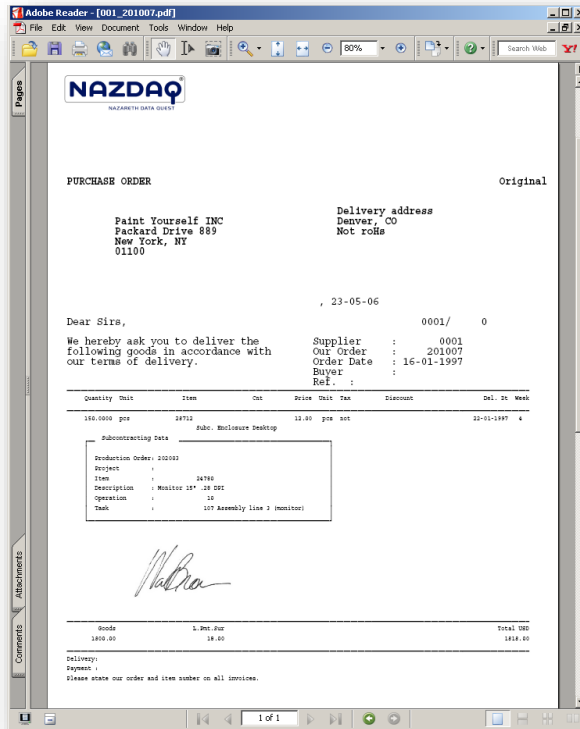 Adobe Reader - [001_201007.pdf]
File Edit View Document Tools Window Help
80%
Search Web
Y!
Pages
NAZDAQ
NAZARETH DATA QUEST
PURCHASE ORDER Original
Delivery address
Paint Yourself INC Denver, CO
Packard Drive 889 Not roHs
New York, NY
01100
, 23-05-06
Dear Sirs, 0001/ 0
We hereby ask you to deliver the Supplier : 0001
following goods in accordance with Our Order : 201007
our terms of delivery. Order Date : 16-01-1997
Buyer :
Ref. :
Quantity Unit Item Cnt Price Unit Tax Discount Del. Dt Week
150.0000 pcs 28712 12.00 pcs not 22-01-1997 4
Subc. Enclosure Desktop
Subcontracting Data
Production Order: 202083
Project :
Item : 24780
Description : Monitor 15" .28 DPI
Operation : 10
Task : 107 Assembly line 3 (monitor)
Attachments
Comments
Goods L.Pmt.Sur Total USD
1800.00 18.00 1818.00
Delivery:
Payment :
Please state our order and item number on all invoices.
1 of 1